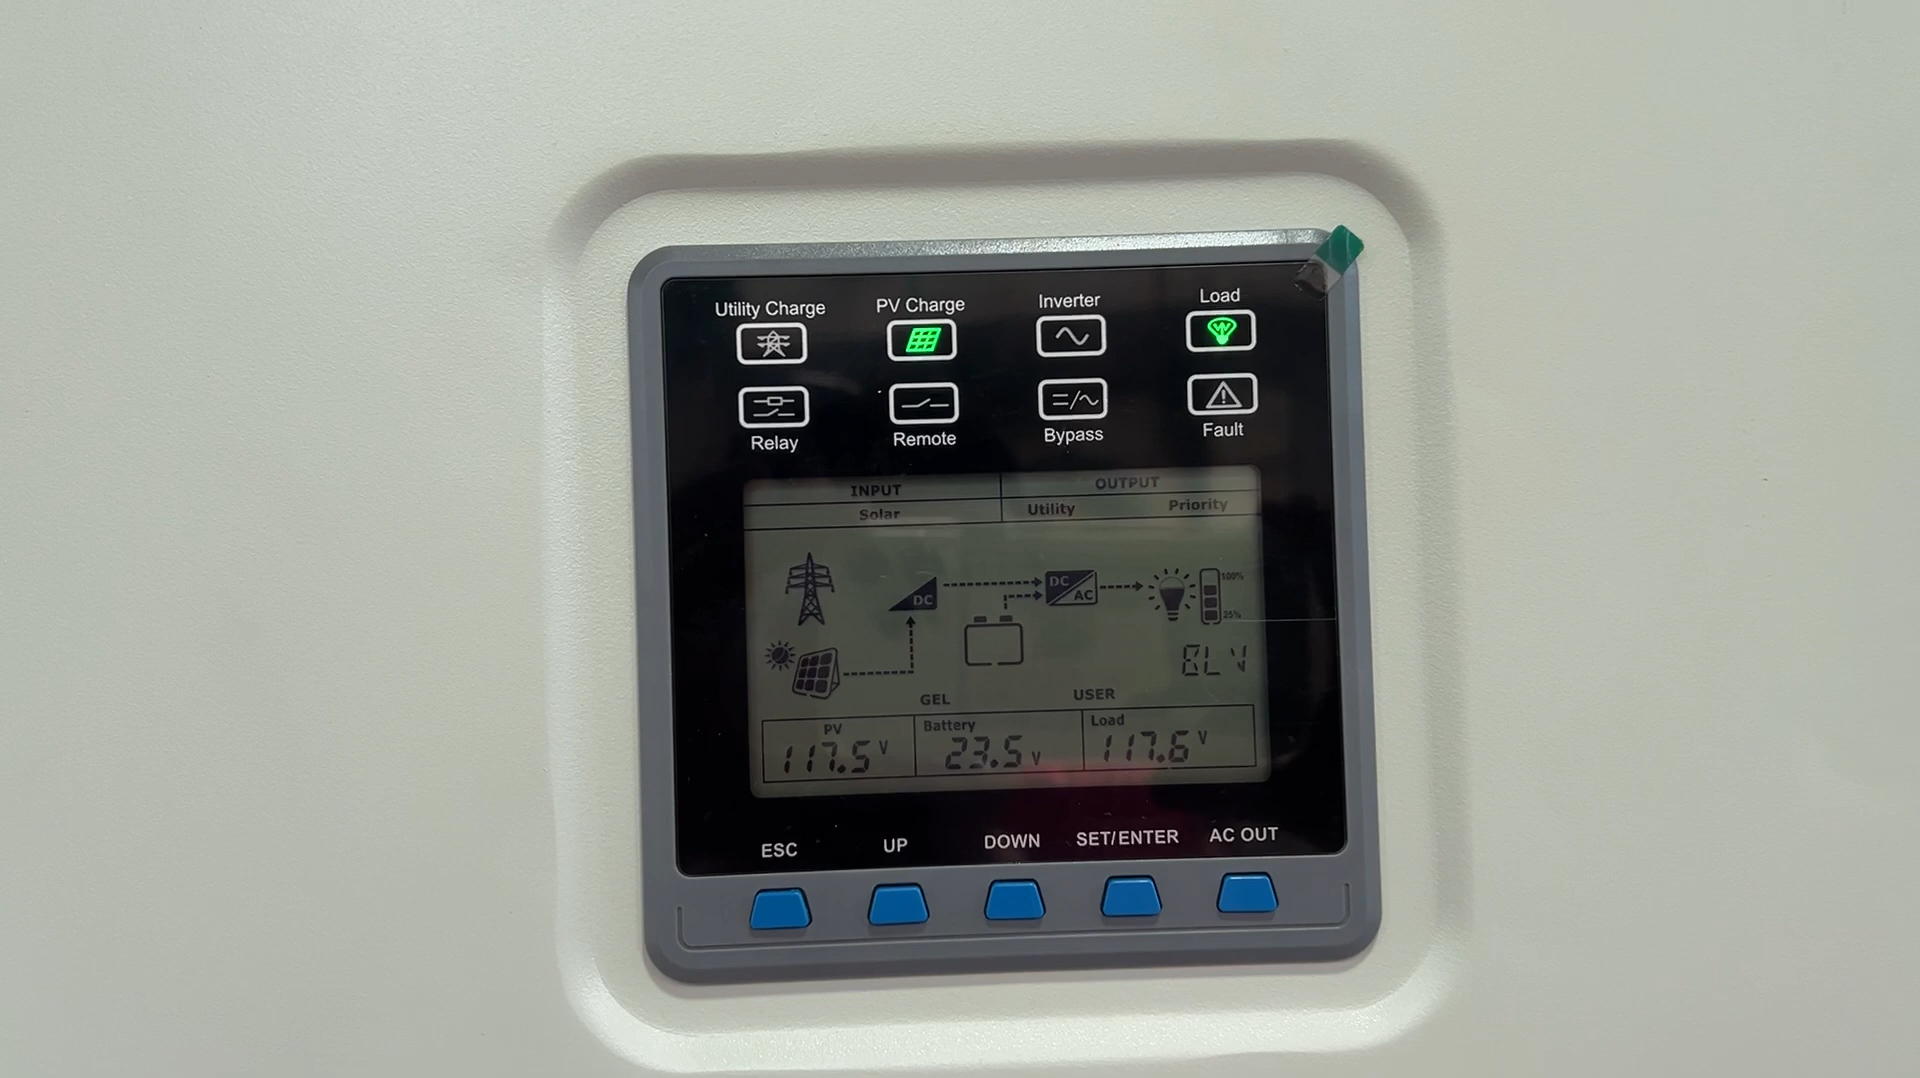 Utility Charge PV Charge Inverter Load
Relay Remote Bypass Fault
INPUT OUTPUT
Solar Utility Priority
DC DC AC 100%
25%
BLV
GEL USER
PV Battery Load
117.5 V 23.5 V 117.6 V
ESC UP DOWN SET/ENTER AC OUT